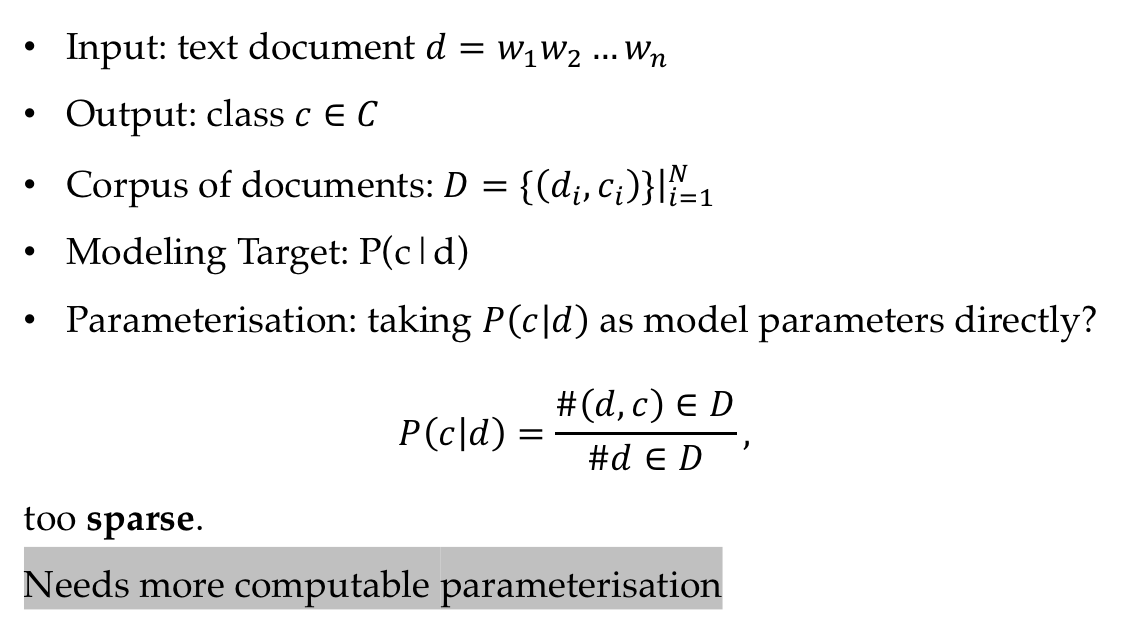 • Input: text document d = w₁w₂ … wₙ
• Output: class c ∈ C
• Corpus of documents: D = {(dᵢ, cᵢ)}|ᵢ₌₁ᴺ
• Modeling Target: P(c|d)
• Parameterisation: taking P(c|d) as model parameters directly?
P(c|d) = #(d, c) ∈ D / #d ∈ D,
too sparse.
Needs more computable parameterisation